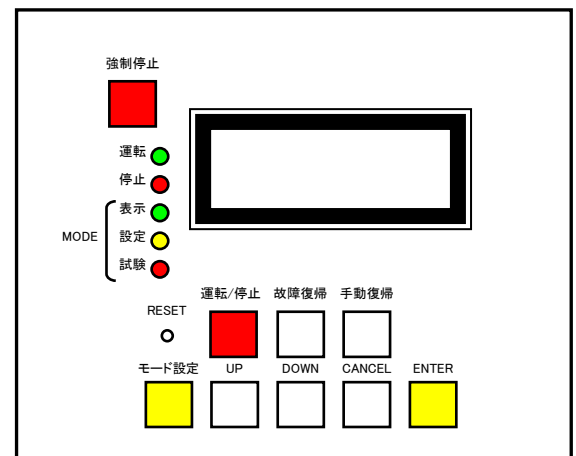 強制停止
運転
停止
表示
MODE
設定
試験
運転/停止 故障復帰 手動復帰
RESET
モード設定 UP DOWN CANCEL ENTER